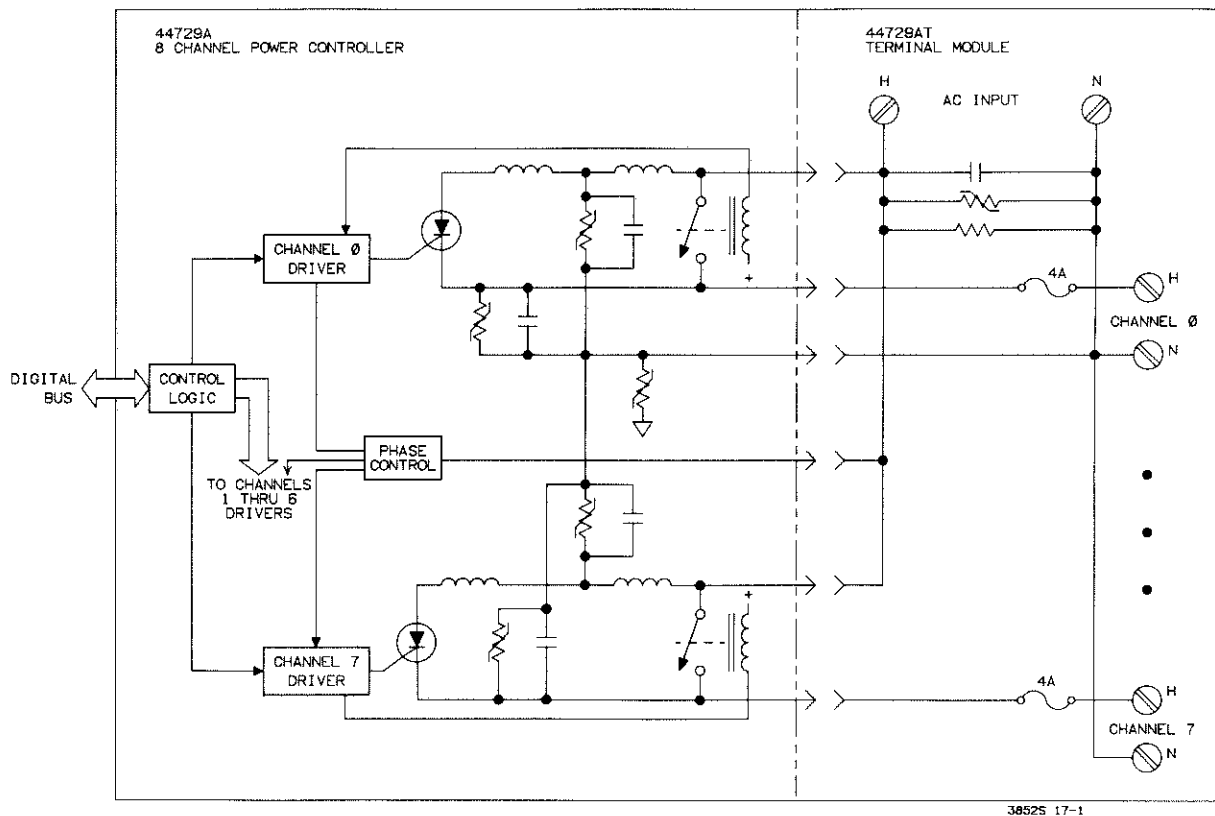 44729A
8 CHANNEL POWER CONTROLLER
44729AT
TERMINAL MODULE
H
AC INPUT
N
CHANNEL Ø
DRIVER
+
4A
H
CHANNEL Ø
N
DIGITAL
BUS
CONTROL
LOGIC
PHASE
CONTROL
TO CHANNELS
1 THRU 6
DRIVERS
+
CHANNEL 7
DRIVER
4A
H
CHANNEL 7
N
3852S 17-1